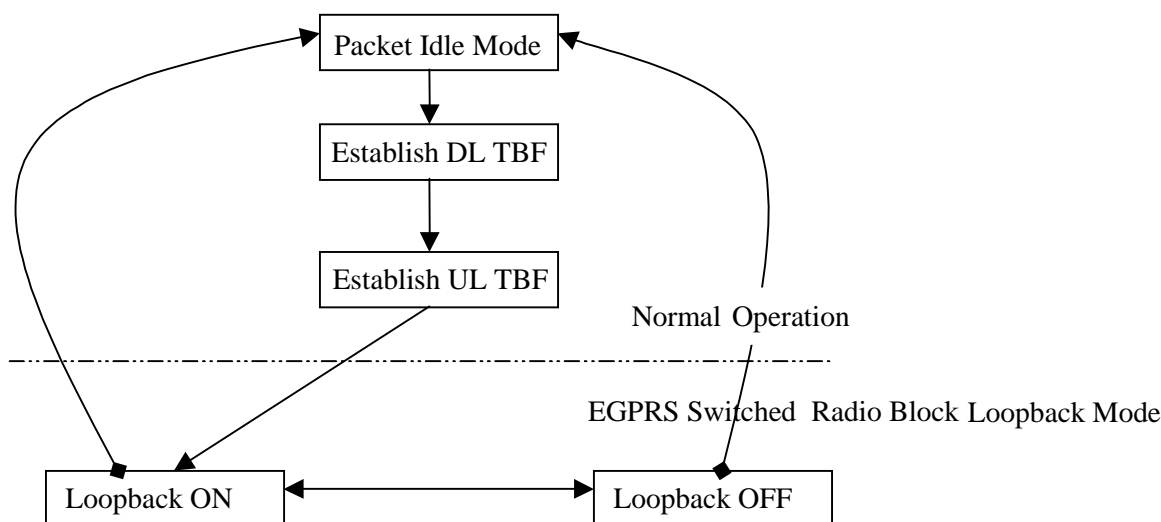 Packet Idle Mode
Establish DL TBF
Establish UL TBF
Normal Operation
EGPRS Switched Radio Block Loopback Mode
Loopback ON
Loopback OFF